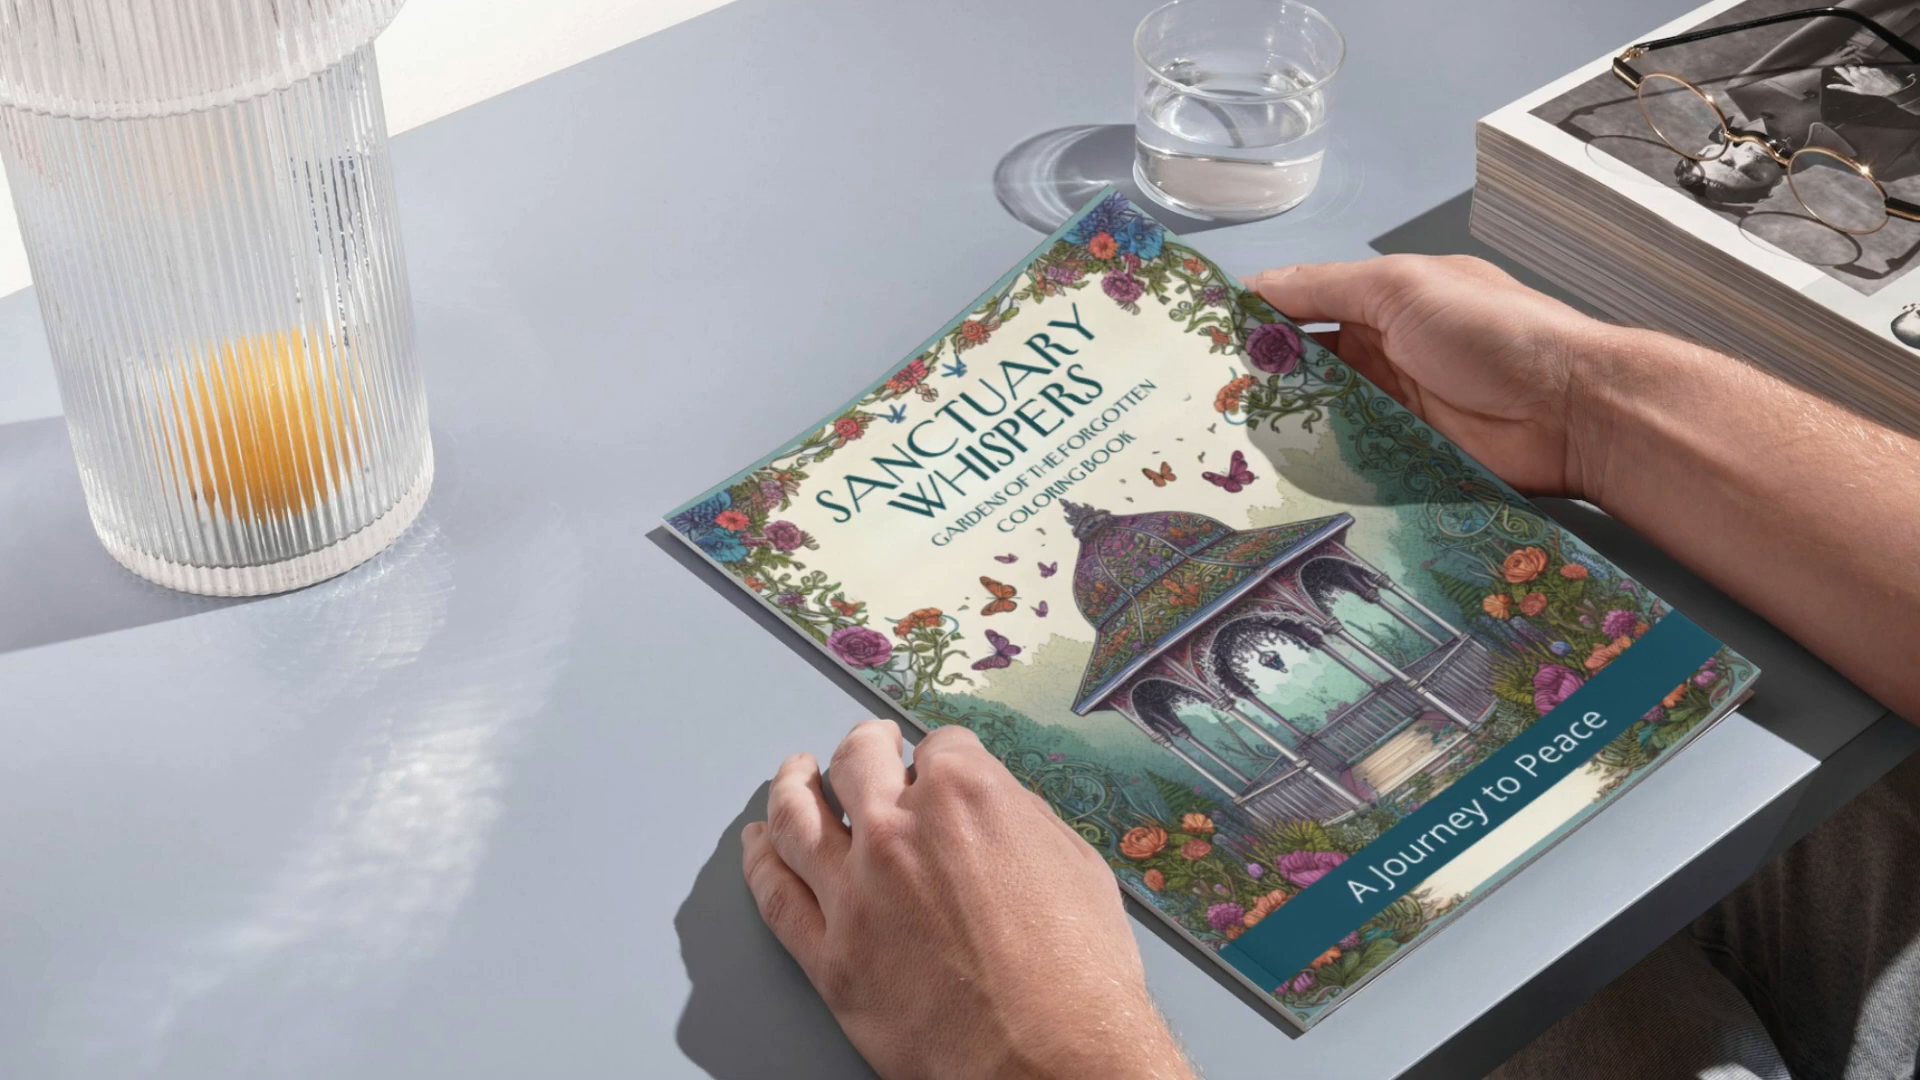 SANCTUARY
WHISPERS
GARDENS OF THE FORGOTTEN
COLORING BOOK
A Journey to Peace